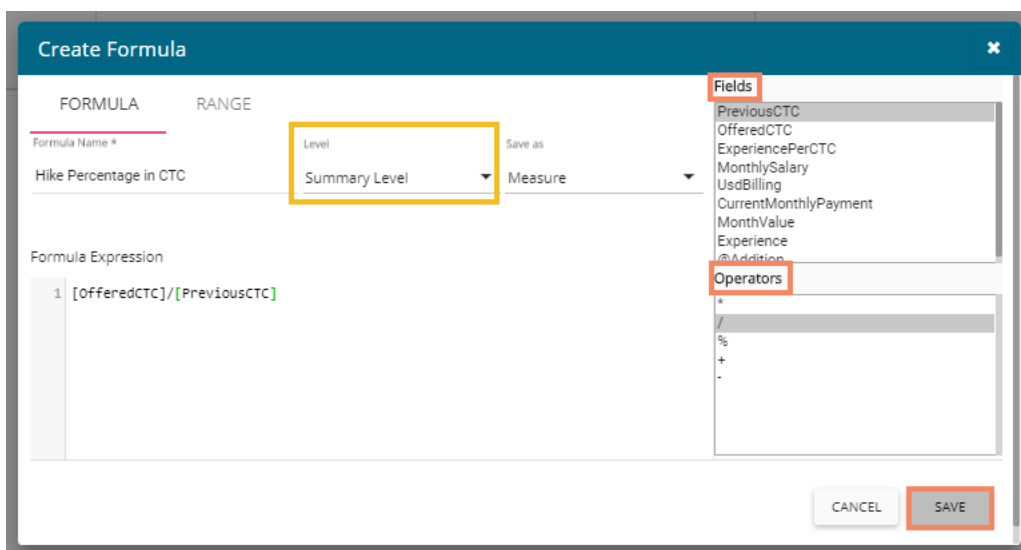 Create Formula
FORMULA RANGE
Formula Name *
Hike Percentage in CTC
Level
Summary Level
Save as
Measure
Formula Expression
1 [OfferedCTC]/[PreviousCTC]
Fields
PreviousCTC
OfferedCTC
ExperiencePerCTC
MonthlySalary
UsdBilling
CurrentMonthlyPayment
MonthValue
Experience
@Addition
Operators
*
/
%
+
-
CANCEL SAVE